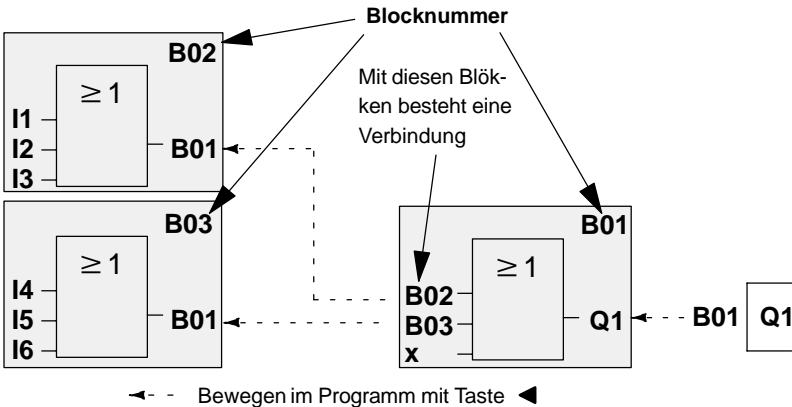 Blocknummer
B02
≥ 1
I1
I2
I3
B01
Mit diesen Blök-
ken besteht eine
Verbindung
B03
≥ 1
I4
I5
I6
B01
B01
≥ 1
B02
B03
x
Q1
B01
Q1
Bewegen im Programm mit Taste ◄